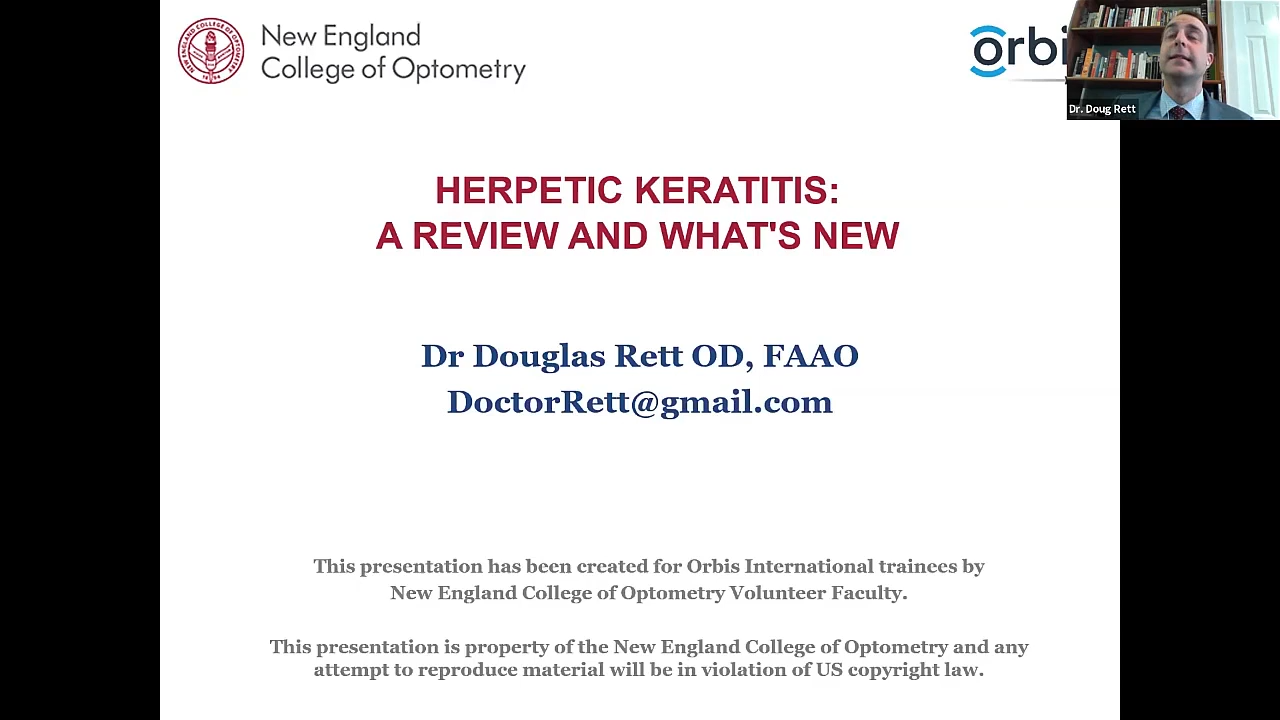 New England
College of Optometry
orbi
Dr. Doug Rett
HERPETIC KERATITIS:
A REVIEW AND WHAT'S NEW
Dr Douglas Rett OD, FAAO
DoctorRett@gmail.com
This presentation has been created for Orbis International trainees by
New England College of Optometry Volunteer Faculty.
This presentation is property of the New England College of Optometry and any
attempt to reproduce material will be in violation of US copyright law.